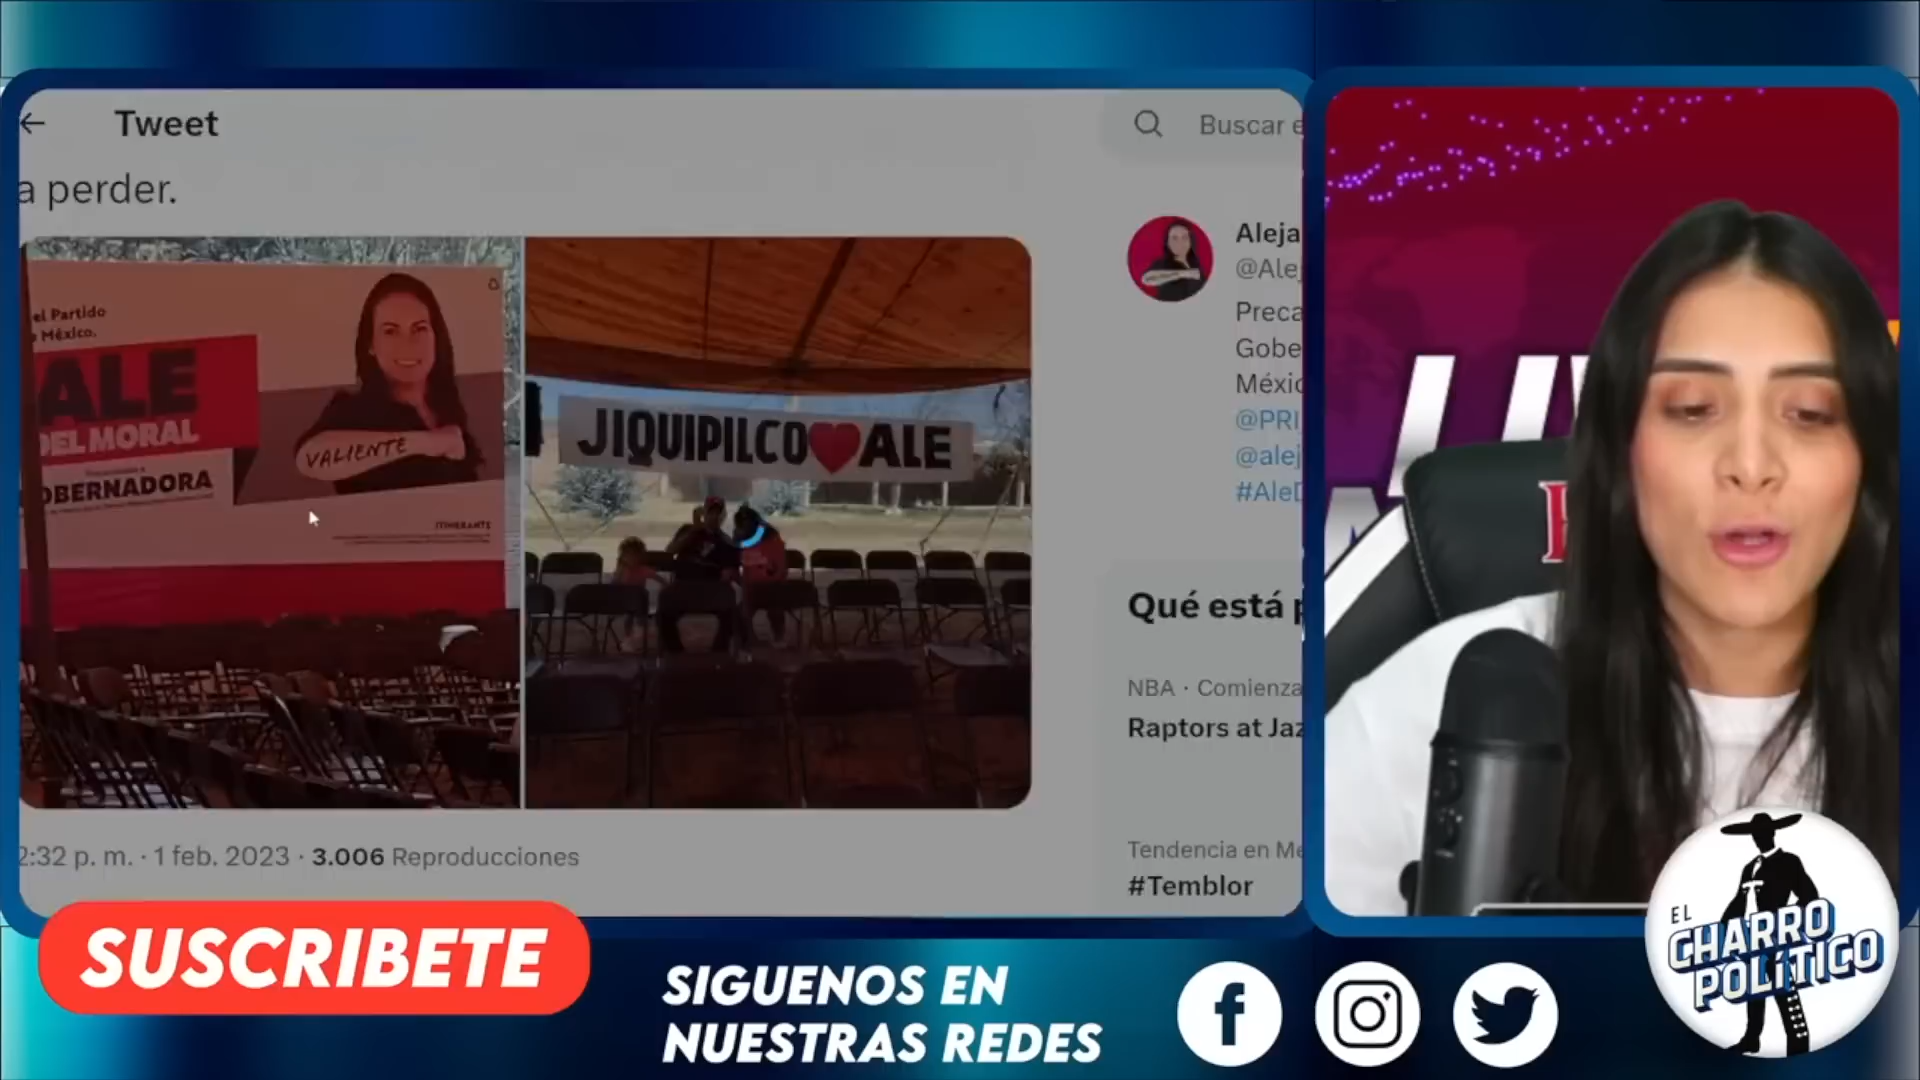 Tweet
Buscar e
a perder.
el Partido
México,
ALE
DEL MORAL
OBERNADORA
VALIENTE
ITINERANTE
JIQUIPILCO ALE
2:32 p. m. · 1 feb. 2023 · 3.006 Reproducciones
Aleja
@Ale
Preca
Gobe
Méxic
@PRI
@alej
#AleD
Qué está p
NBA · Comienza
Raptors at Jaz
Tendencia en Mé
#Temblor
SUSCRIBETE
SIGUENOS EN
NUESTRAS REDES
EL
CHARRO
POLÍTICO